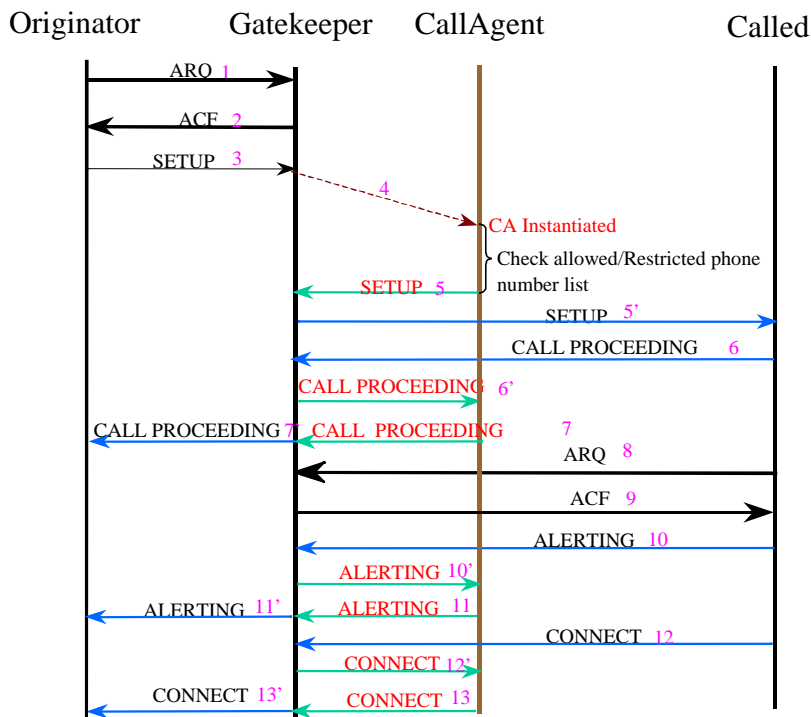 Originator Gatekeeper CallAgent Called
ARQ 1
ACF 2
SETUP 3
4
CA Instantiated
Check allowed/Restricted phone
number list
SETUP 5
SETUP 5’
CALL PROCEEDING 6
CALL PROCEEDING 6’
CALL PROCEEDING 7’ CALL PROCEEDING 7
ARQ 8
ACF 9
ALERTING 10
ALERTING 10’
ALERTING 11’ ALERTING 11
CONNECT 12
CONNECT 12’
CONNECT 13’ CONNECT 13